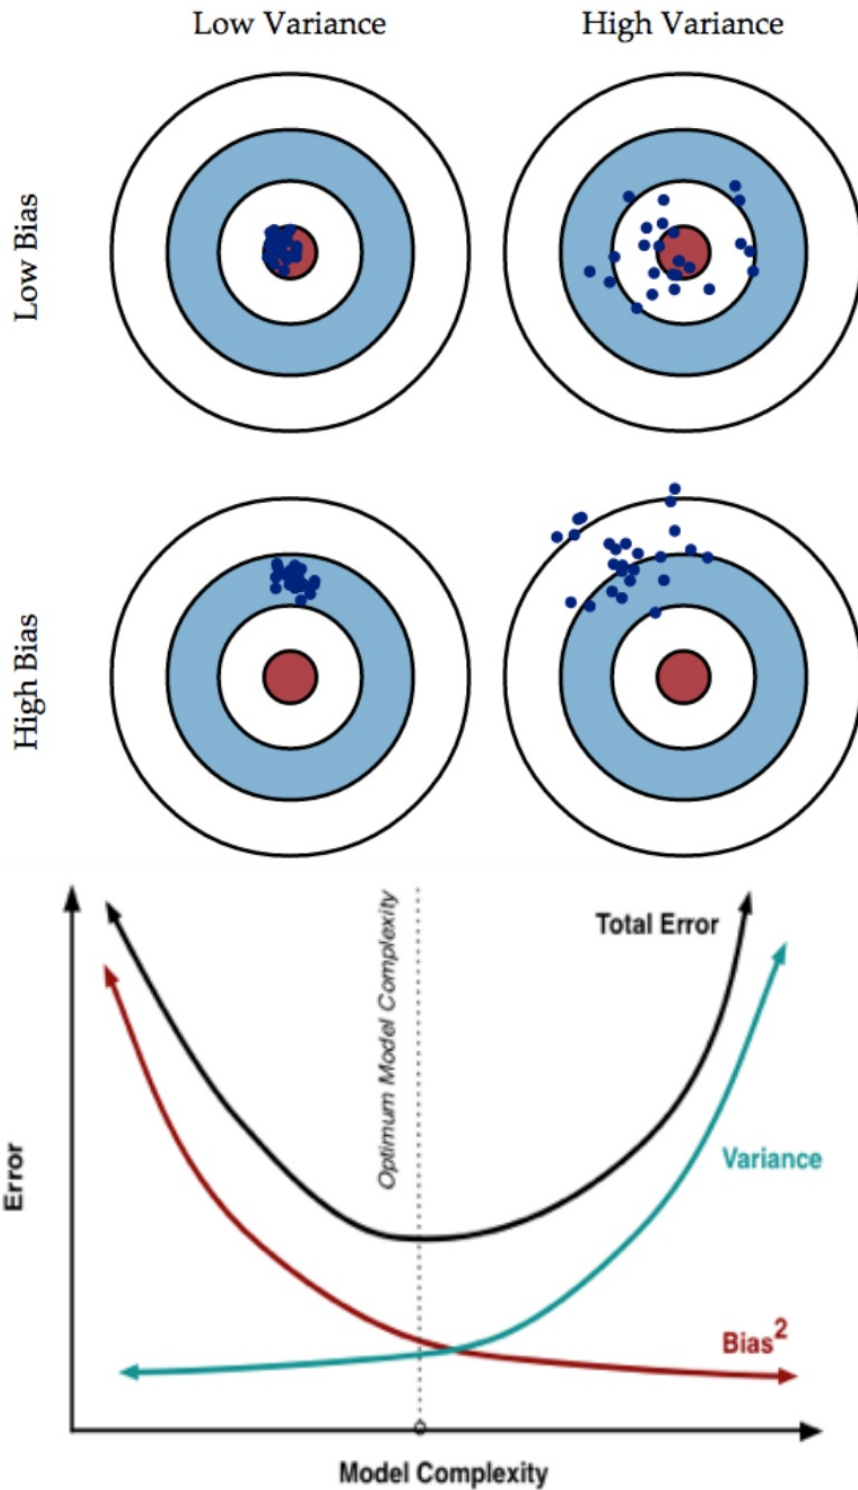 Low Variance
High Variance
Low Bias
High Bias
Optimum Model Complexity
Total Error
Variance
Error
Bias²
Model Complexity